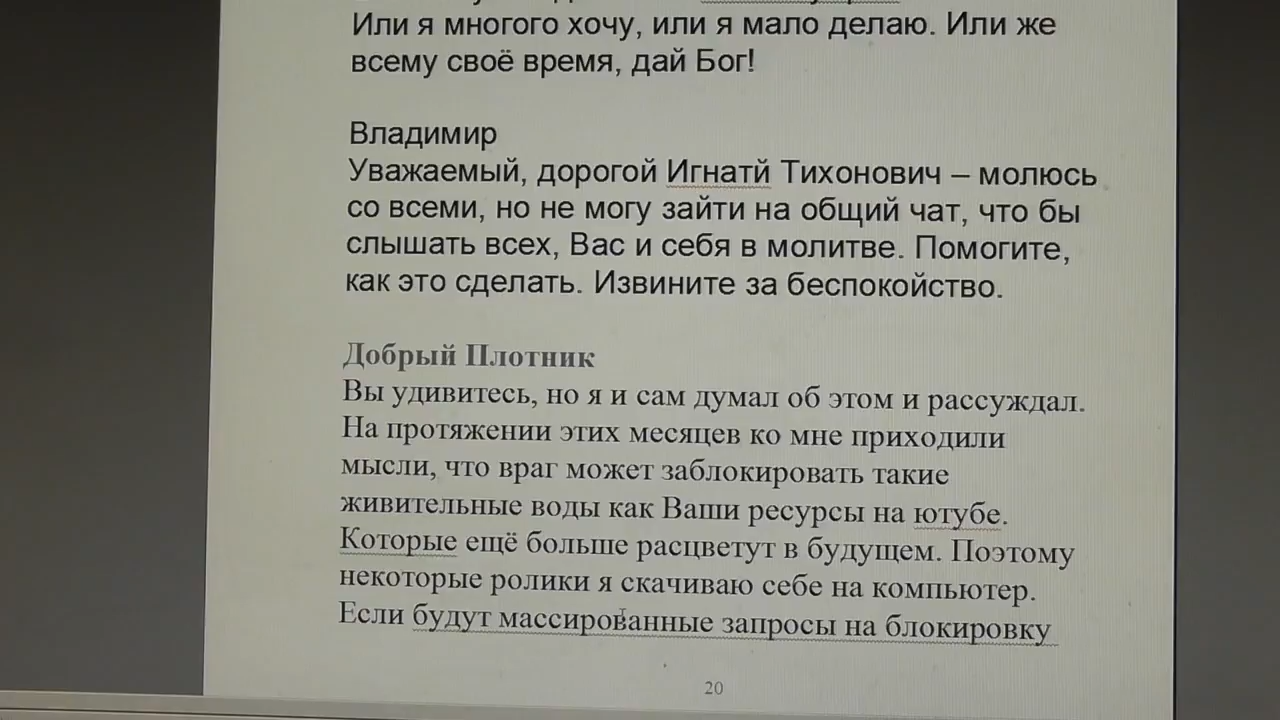 Или я многого хочу, или я мало делаю. Или же
всему своё время, дай Бог!
Владимир
Уважаемый, дорогой Игнатй Тихонович – молюсь
со всеми, но не могу зайти на общий чат, что бы
слышать всех, Вас и себя в молитве. Помогите,
как это сделать. Извините за беспокойство.
Добрый Плотник
Вы удивитесь, но я и сам думал об этом и рассуждал.
На протяжении этих месяцев ко мне приходили
мысли, что враг может заблокировать такие
живительные воды как Ваши ресурсы на ютубе.
Которые ещё больше расцветут в будущем. Поэтому
некоторые ролики я скачиваю себе на компьютер.
Если будут массированные запросы на блокировку
20